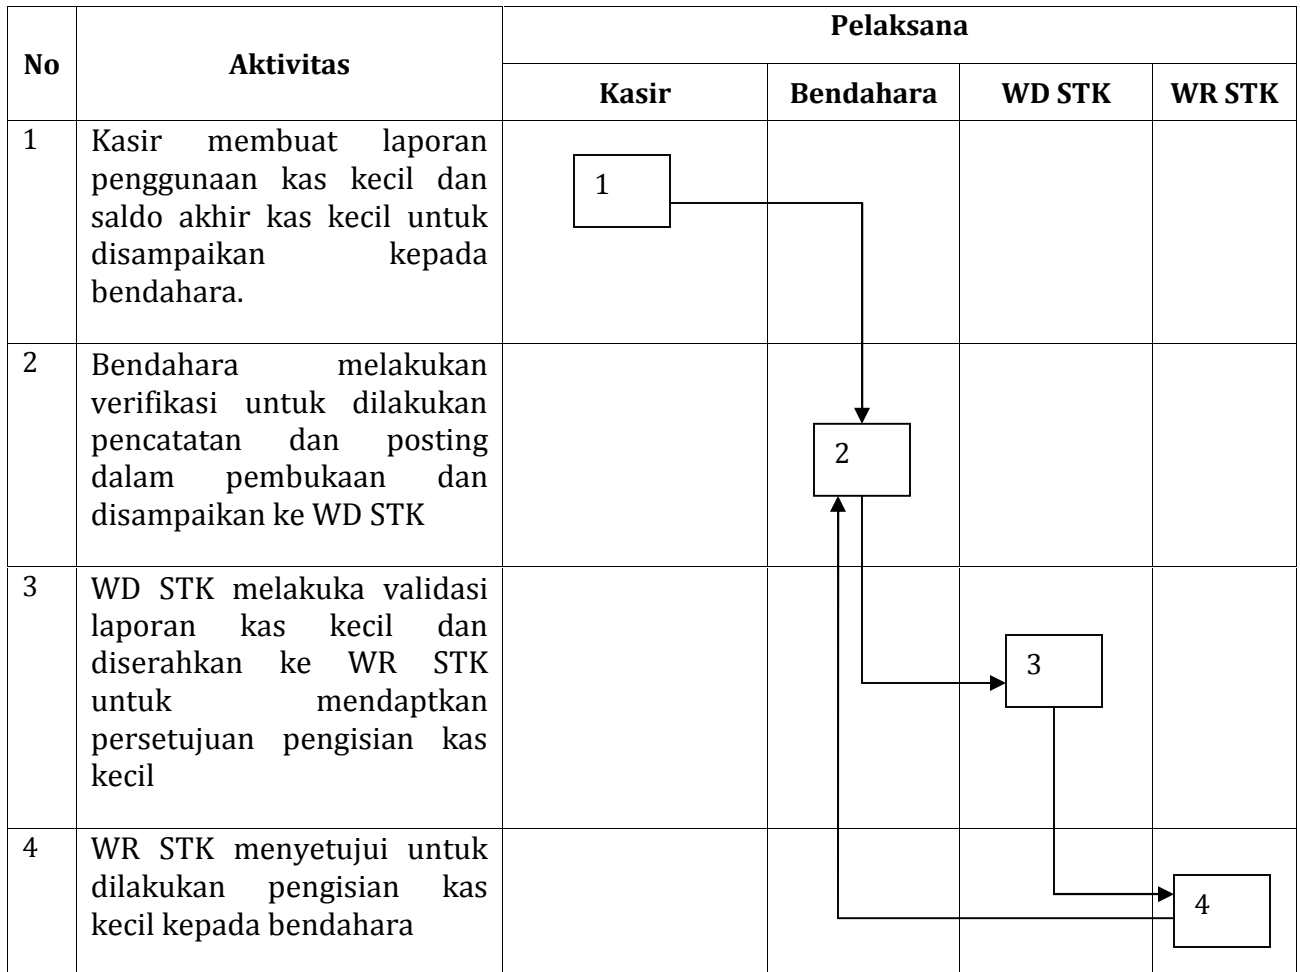 No Aktivitas Pelaksana
Kasir Bendahara WD STK WR STK
1 Kasir membuat laporan
penggunaan kas kecil dan
saldo akhir kas kecil untuk
disampaikan kepada
bendahara.
1
2 Bendahara melakukan
verifikasi untuk dilakukan
pencatatan dan posting
dalam pembukaan dan
disampaikan ke WD STK
2
3 WD STK melakuka validasi
laporan kas kecil dan
diserahkan ke WR STK
untuk mendaptkan
persetujuan pengisian kas
kecil
3
4 WR STK menyetujui untuk
dilakukan pengisian kas
kecil kepada bendahara
4